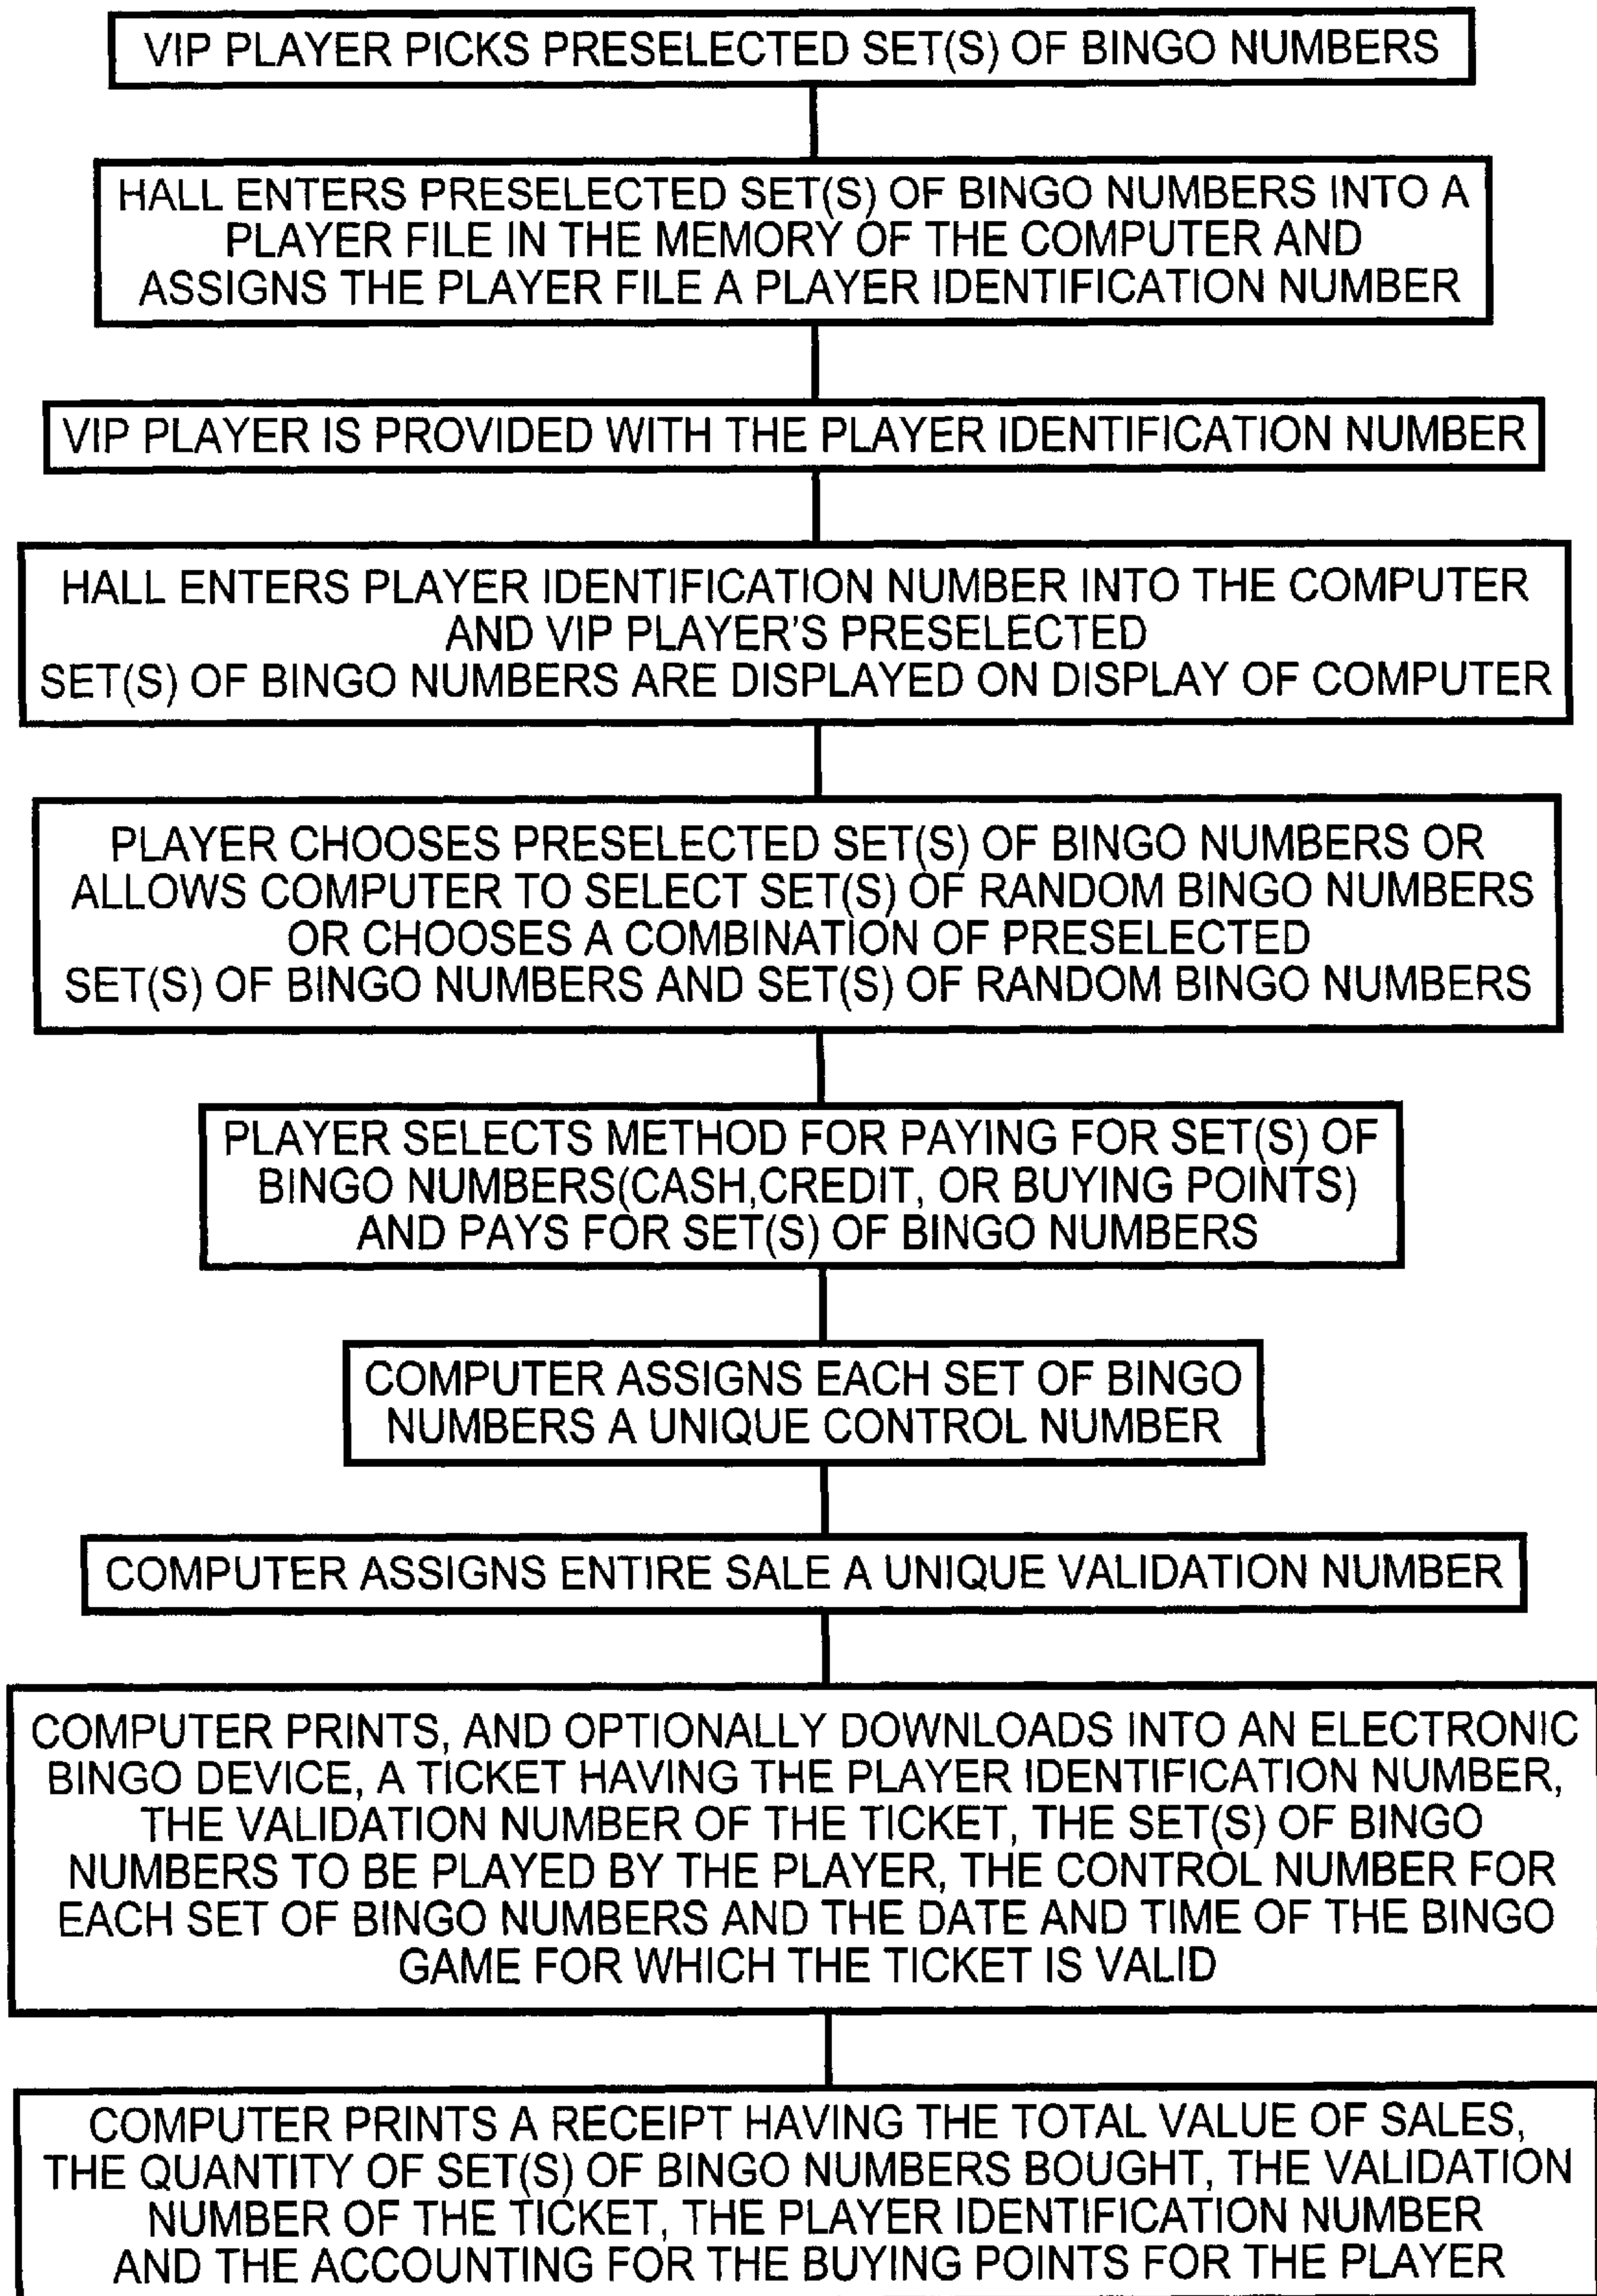 VIP PLAYER PICKS PRESELECTED SET(S) OF BINGO NUMBERS
HALL ENTERS PRESELECTED SET(S) OF BINGO NUMBERS INTO A
PLAYER FILE IN THE MEMORY OF THE COMPUTER AND
ASSIGNS THE PLAYER FILE A PLAYER IDENTIFICATION NUMBER
VIP PLAYER IS PROVIDED WITH THE PLAYER IDENTIFICATION NUMBER
HALL ENTERS PLAYER IDENTIFICATION NUMBER INTO THE COMPUTER
AND VIP PLAYER'S PRESELECTED
SET(S) OF BINGO NUMBERS ARE DISPLAYED ON DISPLAY OF COMPUTER
PLAYER CHOOSES PRESELECTED SET(S) OF BINGO NUMBERS OR
ALLOWS COMPUTER TO SELECT SET(S) OF RANDOM BINGO NUMBERS
OR CHOOSES A COMBINATION OF PRESELECTED
SET(S) OF BINGO NUMBERS AND SET(S) OF RANDOM BINGO NUMBERS
PLAYER SELECTS METHOD FOR PAYING FOR SET(S) OF
BINGO NUMBERS(CASH,CREDIT, OR BUYING POINTS)
AND PAYS FOR SET(S) OF BINGO NUMBERS
COMPUTER ASSIGNS EACH SET OF BINGO
NUMBERS A UNIQUE CONTROL NUMBER
COMPUTER ASSIGNS ENTIRE SALE A UNIQUE VALIDATION NUMBER
COMPUTER PRINTS, AND OPTIONALLY DOWNLOADS INTO AN ELECTRONIC
BINGO DEVICE, A TICKET HAVING THE PLAYER IDENTIFICATION NUMBER,
THE VALIDATION NUMBER OF THE TICKET, THE SET(S) OF BINGO
NUMBERS TO BE PLAYED BY THE PLAYER, THE CONTROL NUMBER FOR
EACH SET OF BINGO NUMBERS AND THE DATE AND TIME OF THE BINGO
GAME FOR WHICH THE TICKET IS VALID
COMPUTER PRINTS A RECEIPT HAVING THE TOTAL VALUE OF SALES,
THE QUANTITY OF SET(S) OF BINGO NUMBERS BOUGHT, THE VALIDATION
NUMBER OF THE TICKET, THE PLAYER IDENTIFICATION NUMBER
AND THE ACCOUNTING FOR THE BUYING POINTS FOR THE PLAYER